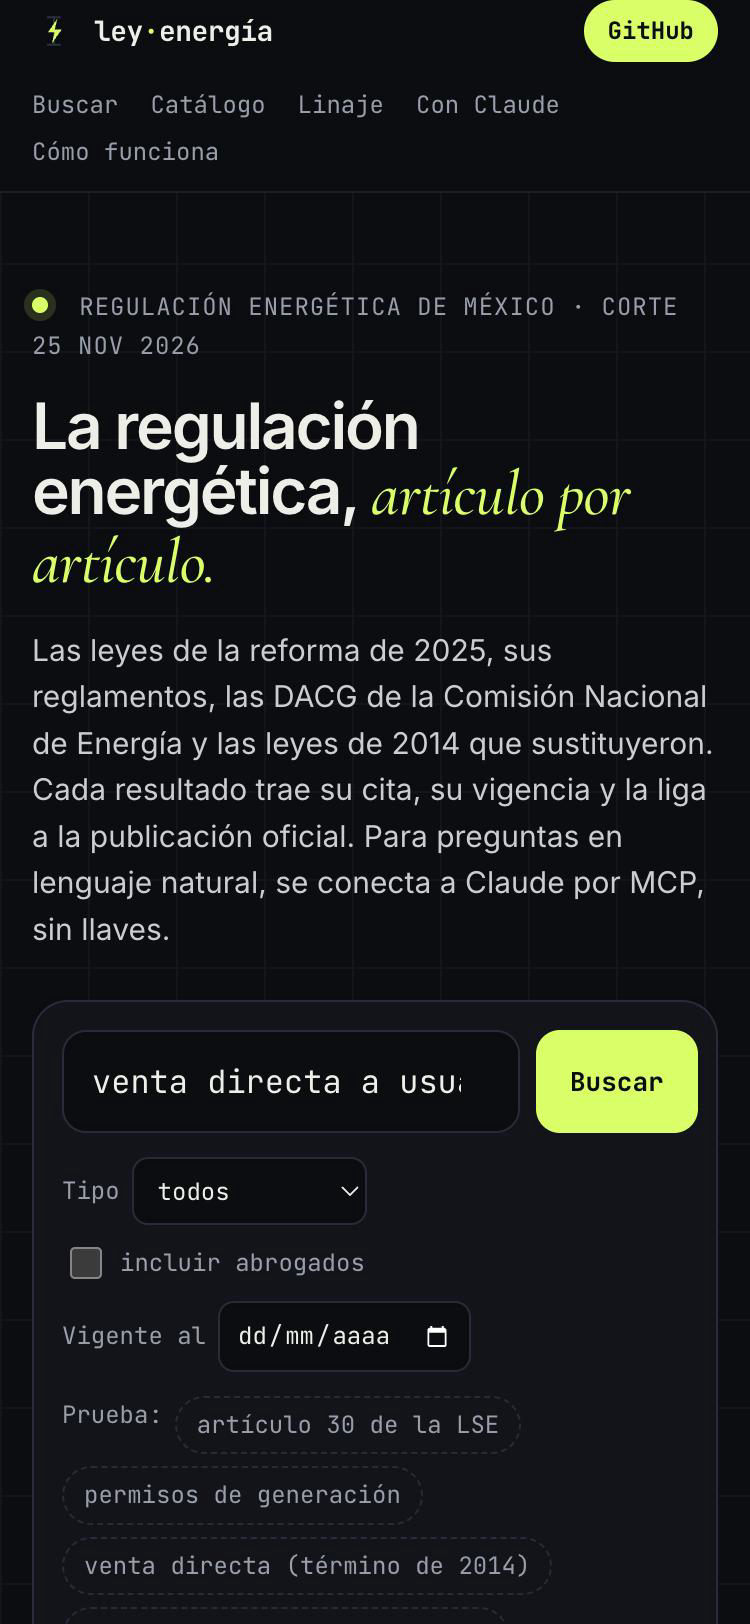 ley·energía
GitHub
Buscar Catálogo Linaje Con Claude
Cómo funciona
REGULACIÓN ENERGÉTICA DE MÉXICO · CORTE
25 NOV 2026
La regulación
energética, artículo por
artículo.
Las leyes de la reforma de 2025, sus
reglamentos, las DACG de la Comisión Nacional
de Energía y las leyes de 2014 que sustituyeron.
Cada resultado trae su cita, su vigencia y la liga
a la publicación oficial. Para preguntas en
lenguaje natural, se conecta a Claude por MCP,
sin llaves.
venta directa a
Buscar
Tipo todos
incluir abrogados
Vigente al dd/mm/aaaa
Prueba: artículo 30 de la LSE
permisos de generación
venta directa (término de 2014)